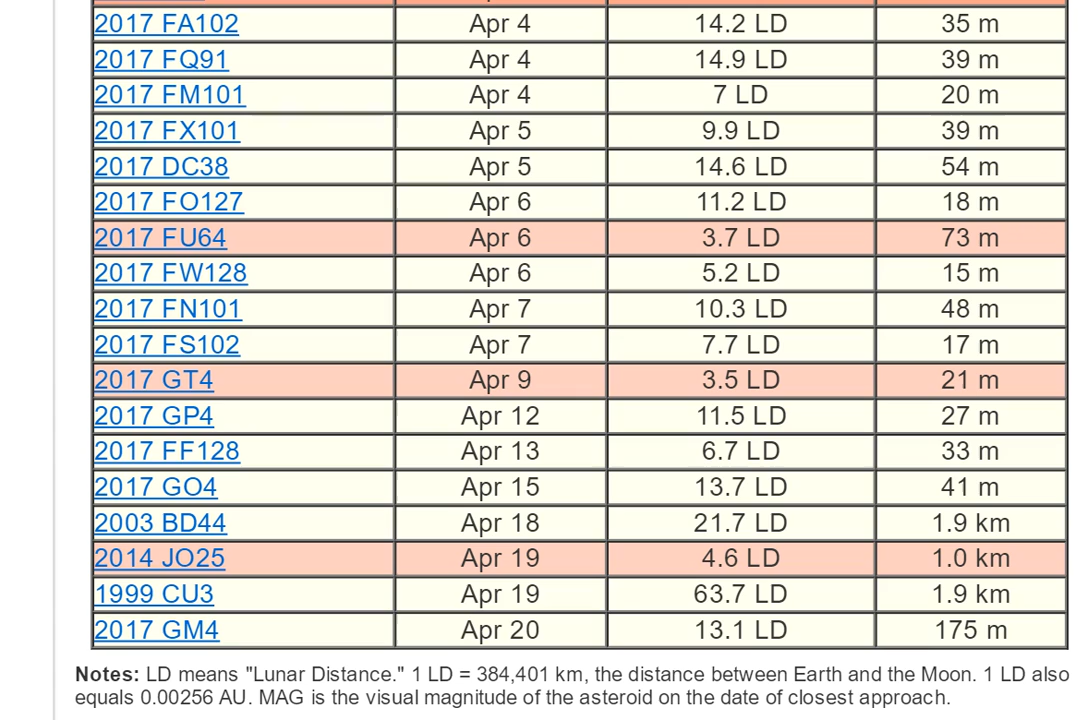 2017 FA102 Apr 4 14.2 LD 35 m
2017 FQ91 Apr 4 14.9 LD 39 m
2017 FM101 Apr 4 7 LD 20 m
2017 FX101 Apr 5 9.9 LD 39 m
2017 DC38 Apr 5 14.6 LD 54 m
2017 FO127 Apr 6 11.2 LD 18 m
2017 FU64 Apr 6 3.7 LD 73 m
2017 FW128 Apr 6 5.2 LD 15 m
2017 FN101 Apr 7 10.3 LD 48 m
2017 FS102 Apr 7 7.7 LD 17 m
2017 GT4 Apr 9 3.5 LD 21 m
2017 GP4 Apr 12 11.5 LD 27 m
2017 FF128 Apr 13 6.7 LD 33 m
2017 GO4 Apr 15 13.7 LD 41 m
2003 BD44 Apr 18 21.7 LD 1.9 km
2014 JO25 Apr 19 4.6 LD 1.0 km
1999 CU3 Apr 19 63.7 LD 1.9 km
2017 GM4 Apr 20 13.1 LD 175 m
Notes: LD means "Lunar Distance." 1 LD = 384,401 km, the distance between Earth and the Moon. 1 LD also
equals 0.00256 AU. MAG is the visual magnitude of the asteroid on the date of closest approach.